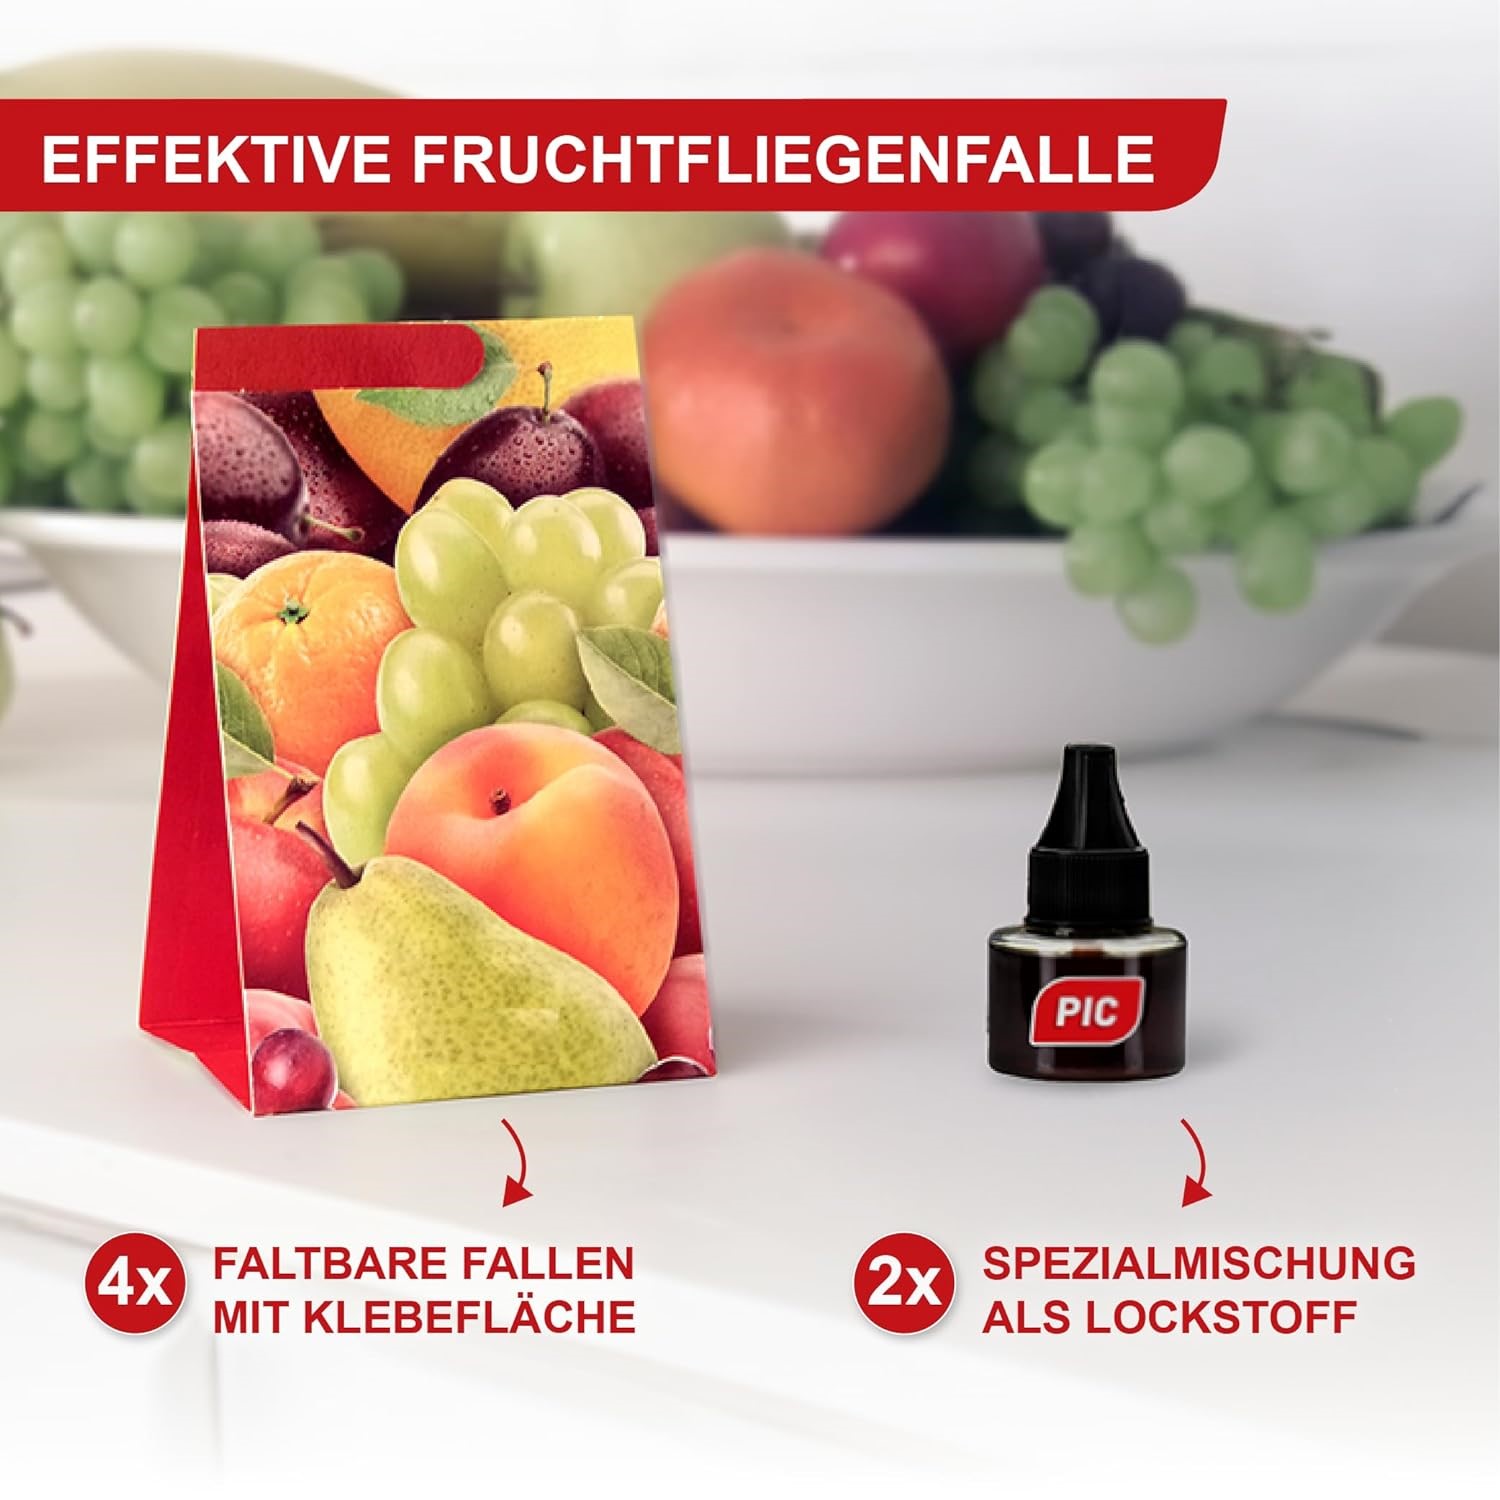 EFFEKTIVE FRUCHTFLIEGENFALLE
PIC
4x
FALTBARE FALLEN
MIT KLEBEFLÄCHE
2x
SPEZIALMISCHUNG
ALS LOCKSTOFF